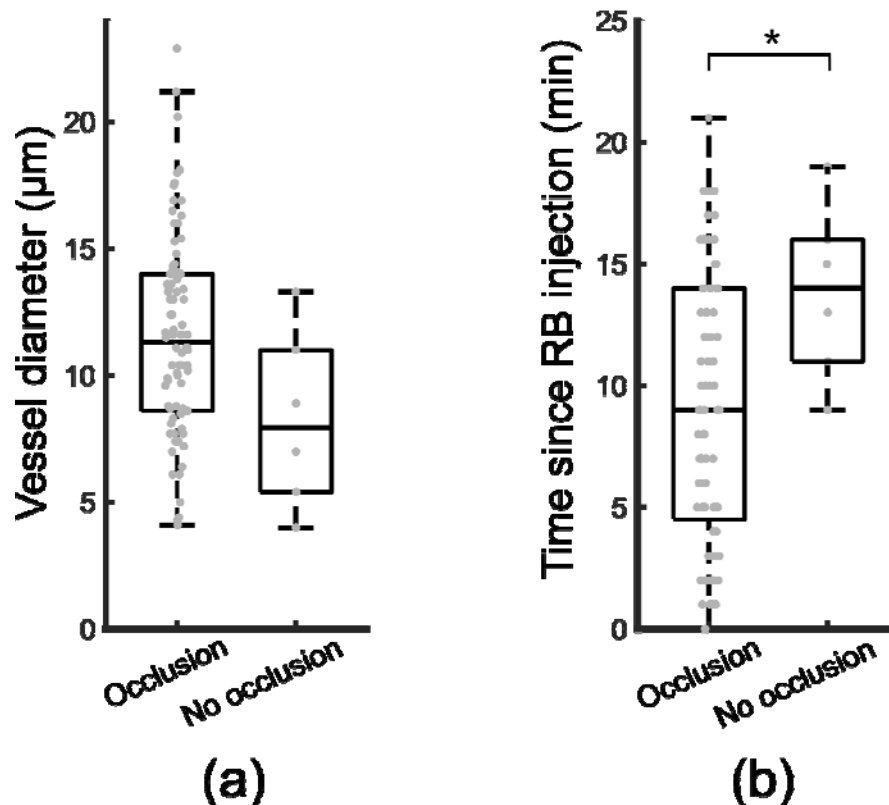 Vessel diameter (µm)
20
15
10
5
0
Occlusion
No occlusion
(a)
Time since RB injection (min)
25
20
15
10
5
0
*
Occlusion
No occlusion
(b)